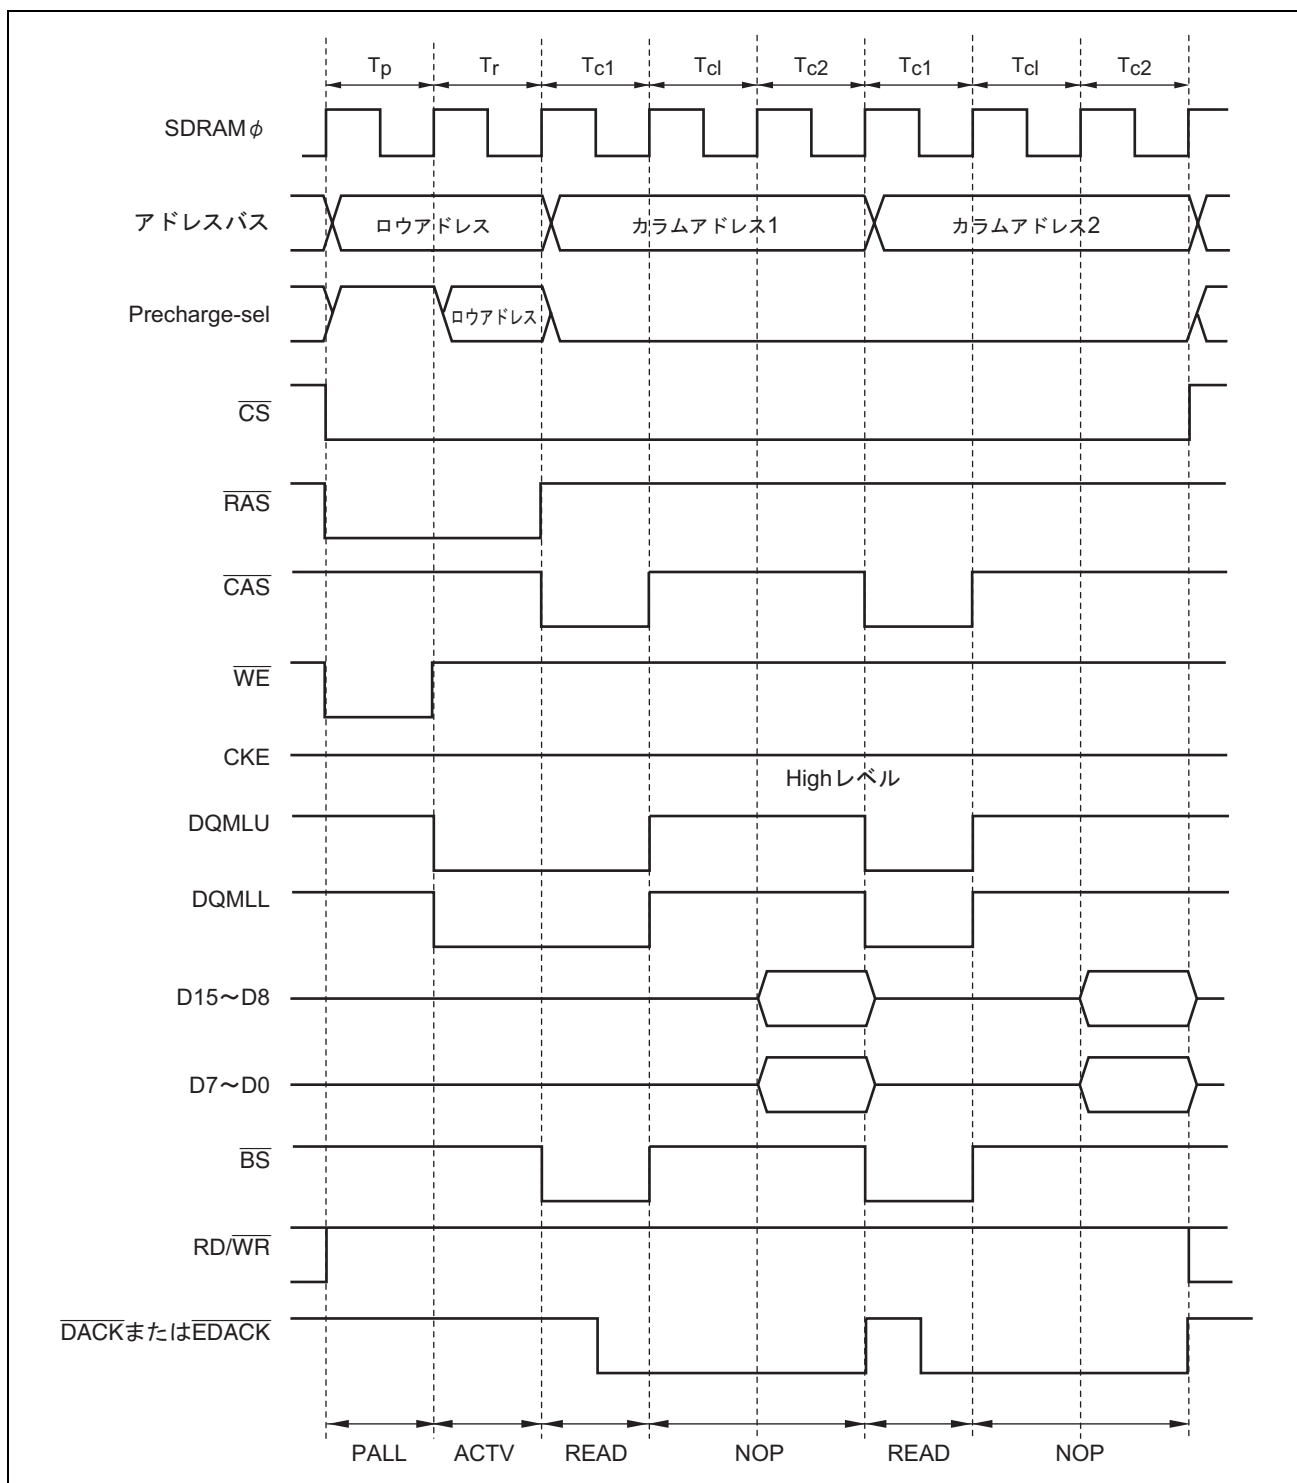 Tp Tr Tc1 Tcl Tc2 Tc1 Tcl Tc2
SDRAMφ
アドレスバス ロウアドレス カラムアドレス1 カラムアドレス2
Precharge-sel ロウアドレス
CS
RAS
CAS
WE
CKE
Highレベル
DQMLU
DQMLL
D15～D8
D7～D0
BS
RD/WR
DACKまたはEDACK
PALL ACTV READ NOP READ NOP